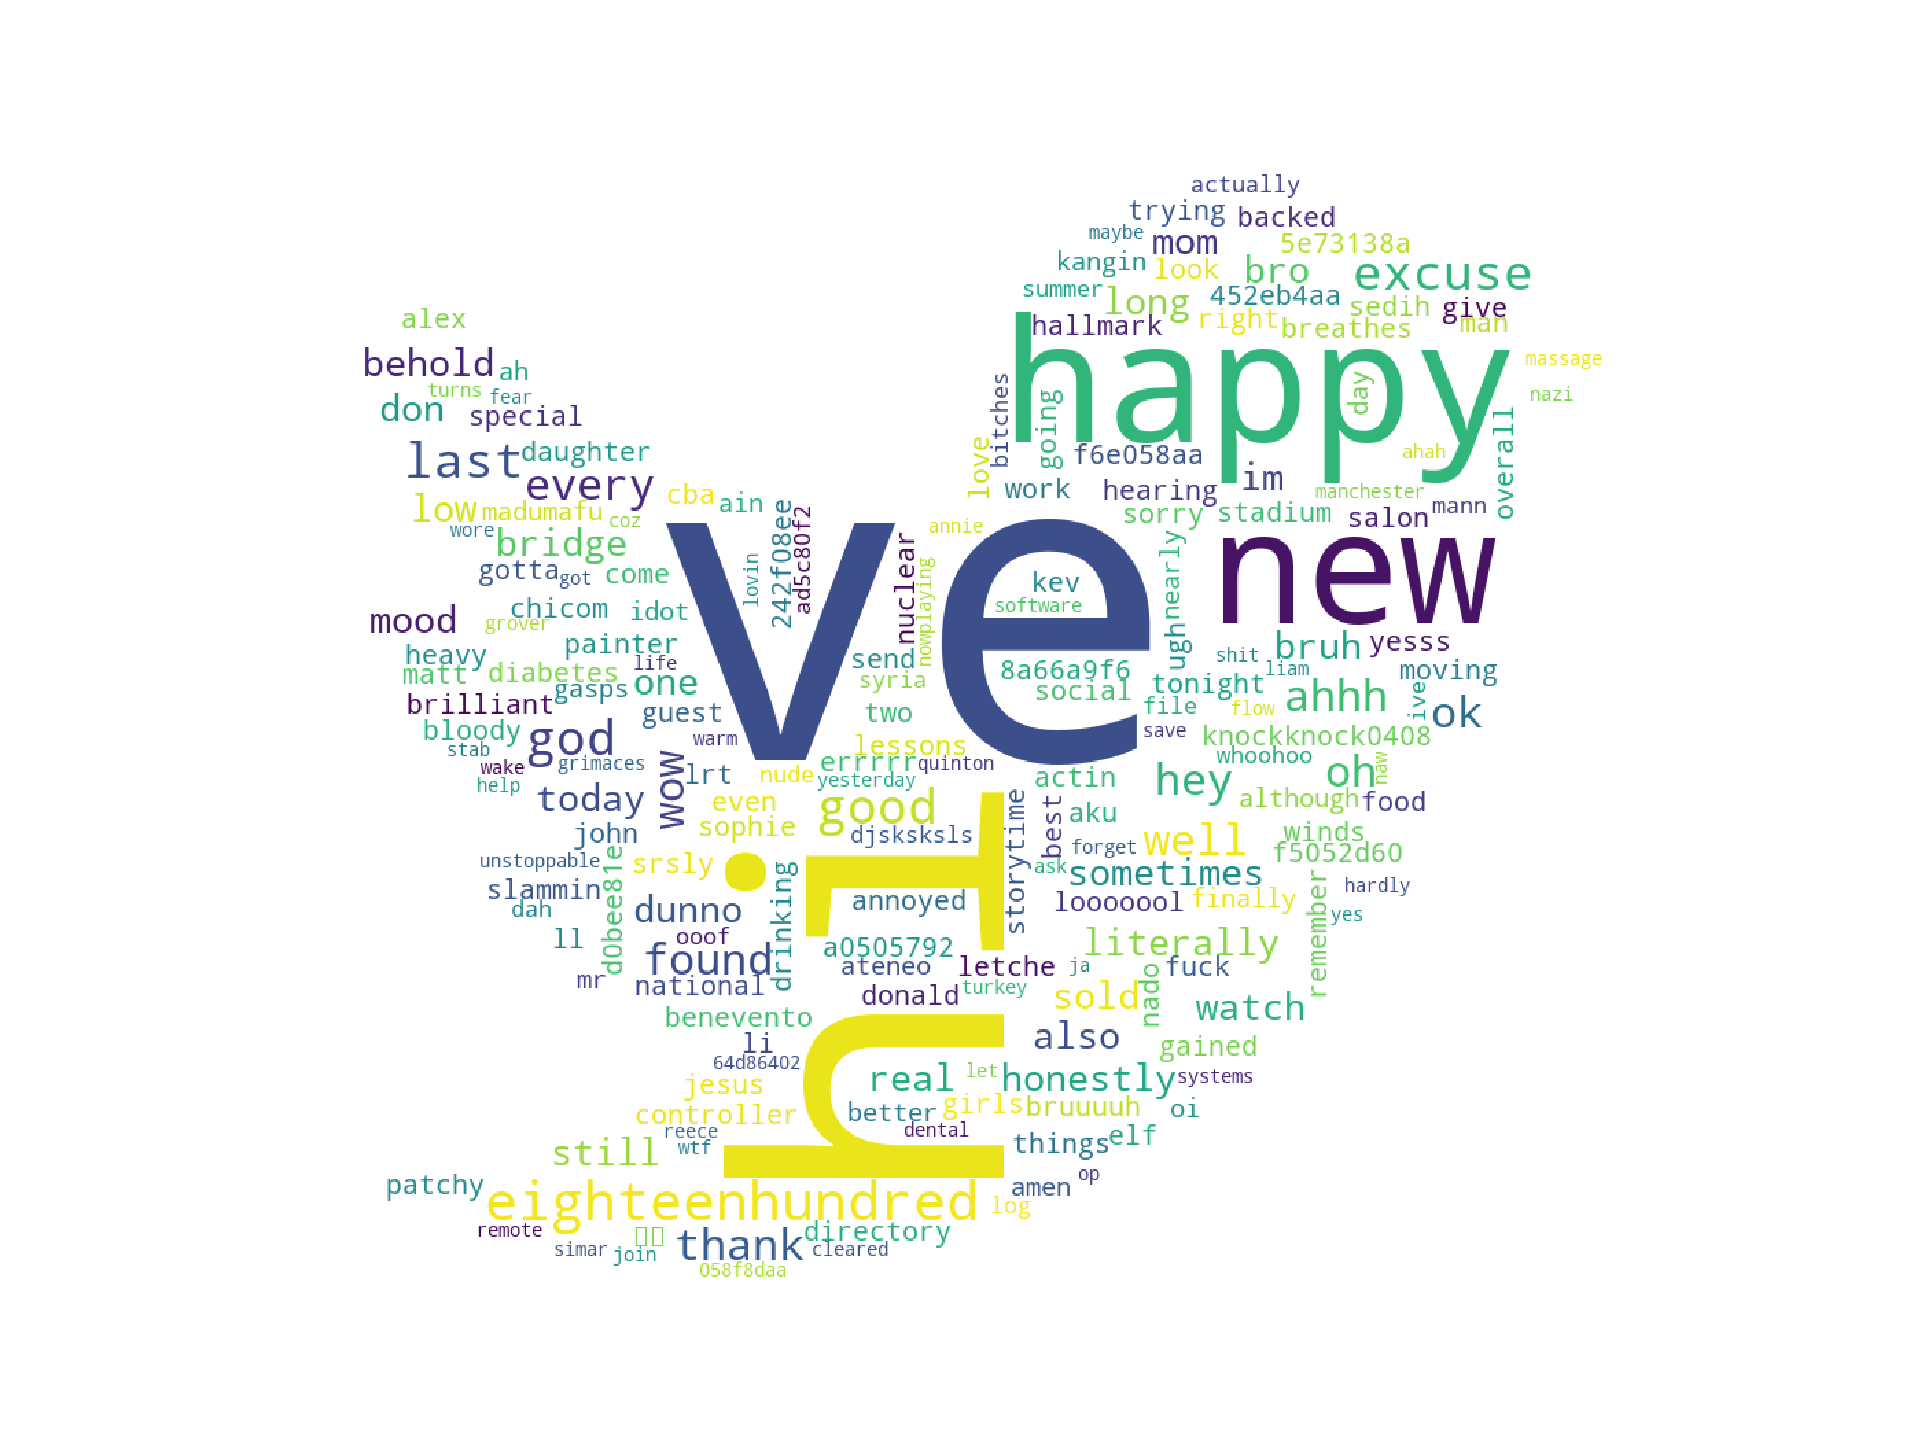 actually
trying
backed
maybe
mom
5e73138a
kangin
look
bro
excuse
summer
long
452eb4aa
sedih
give
alex
hallmark
right
breathes
man
behold
ah
happy
massage
turns
fear
day
nazi
don
special
bitches
going
overall
last
daughter
love
f6e058aa
ahah
every
cba
ain
work
hearing
im
manchester
low
madumafu
coz
242f08ee
ad5c80f2
annie
sorry
stadium
salon
mann
wore
bridge
ve
new
gotta
got
come
lovin
nuclear
nowplaying
kev
nearly
chicom
idot
software
mood
grover
painter
ugh
bruh
yesss
heavy
life
send
8a66a9f6
shit
liam
moving
matt
diabetes
gasps
one
syria
social
tonight
ahhh
ive
ok
brilliant
guest
two
file
flow
bloody
god
warm
lessons
save
knockknock0408
stab
wake
grimaces
wow
lrt
nude
errrrr
quinton
whoohoo
help
yesterday
actin
hey
oh
naw
today
even
good
storytime
best
aku
although
food
john
sophie
djsksksls
forget
well
winds
unstoppable
d0bee81e
srsly
hi
ask
sometimes
f5052d60
slammin
drinking
annoyed
looooool
finally
hardly
dah
dunno
yes
ll
ooof
a0505792
literally
remember
found
ateneo
letche
ja
fuck
mr
national
donald
turkey
sold
nado
watch
benevento
also
li
gained
64d86402
jesus
real
let
honestly
systems
controller
better
girls
bruuuuh
oi
reece
dental
wtf
things
elf
still
op
patchy
eighteenhundred
amen
log
remote
thank
directory
simar
join
cleared
058f8daa